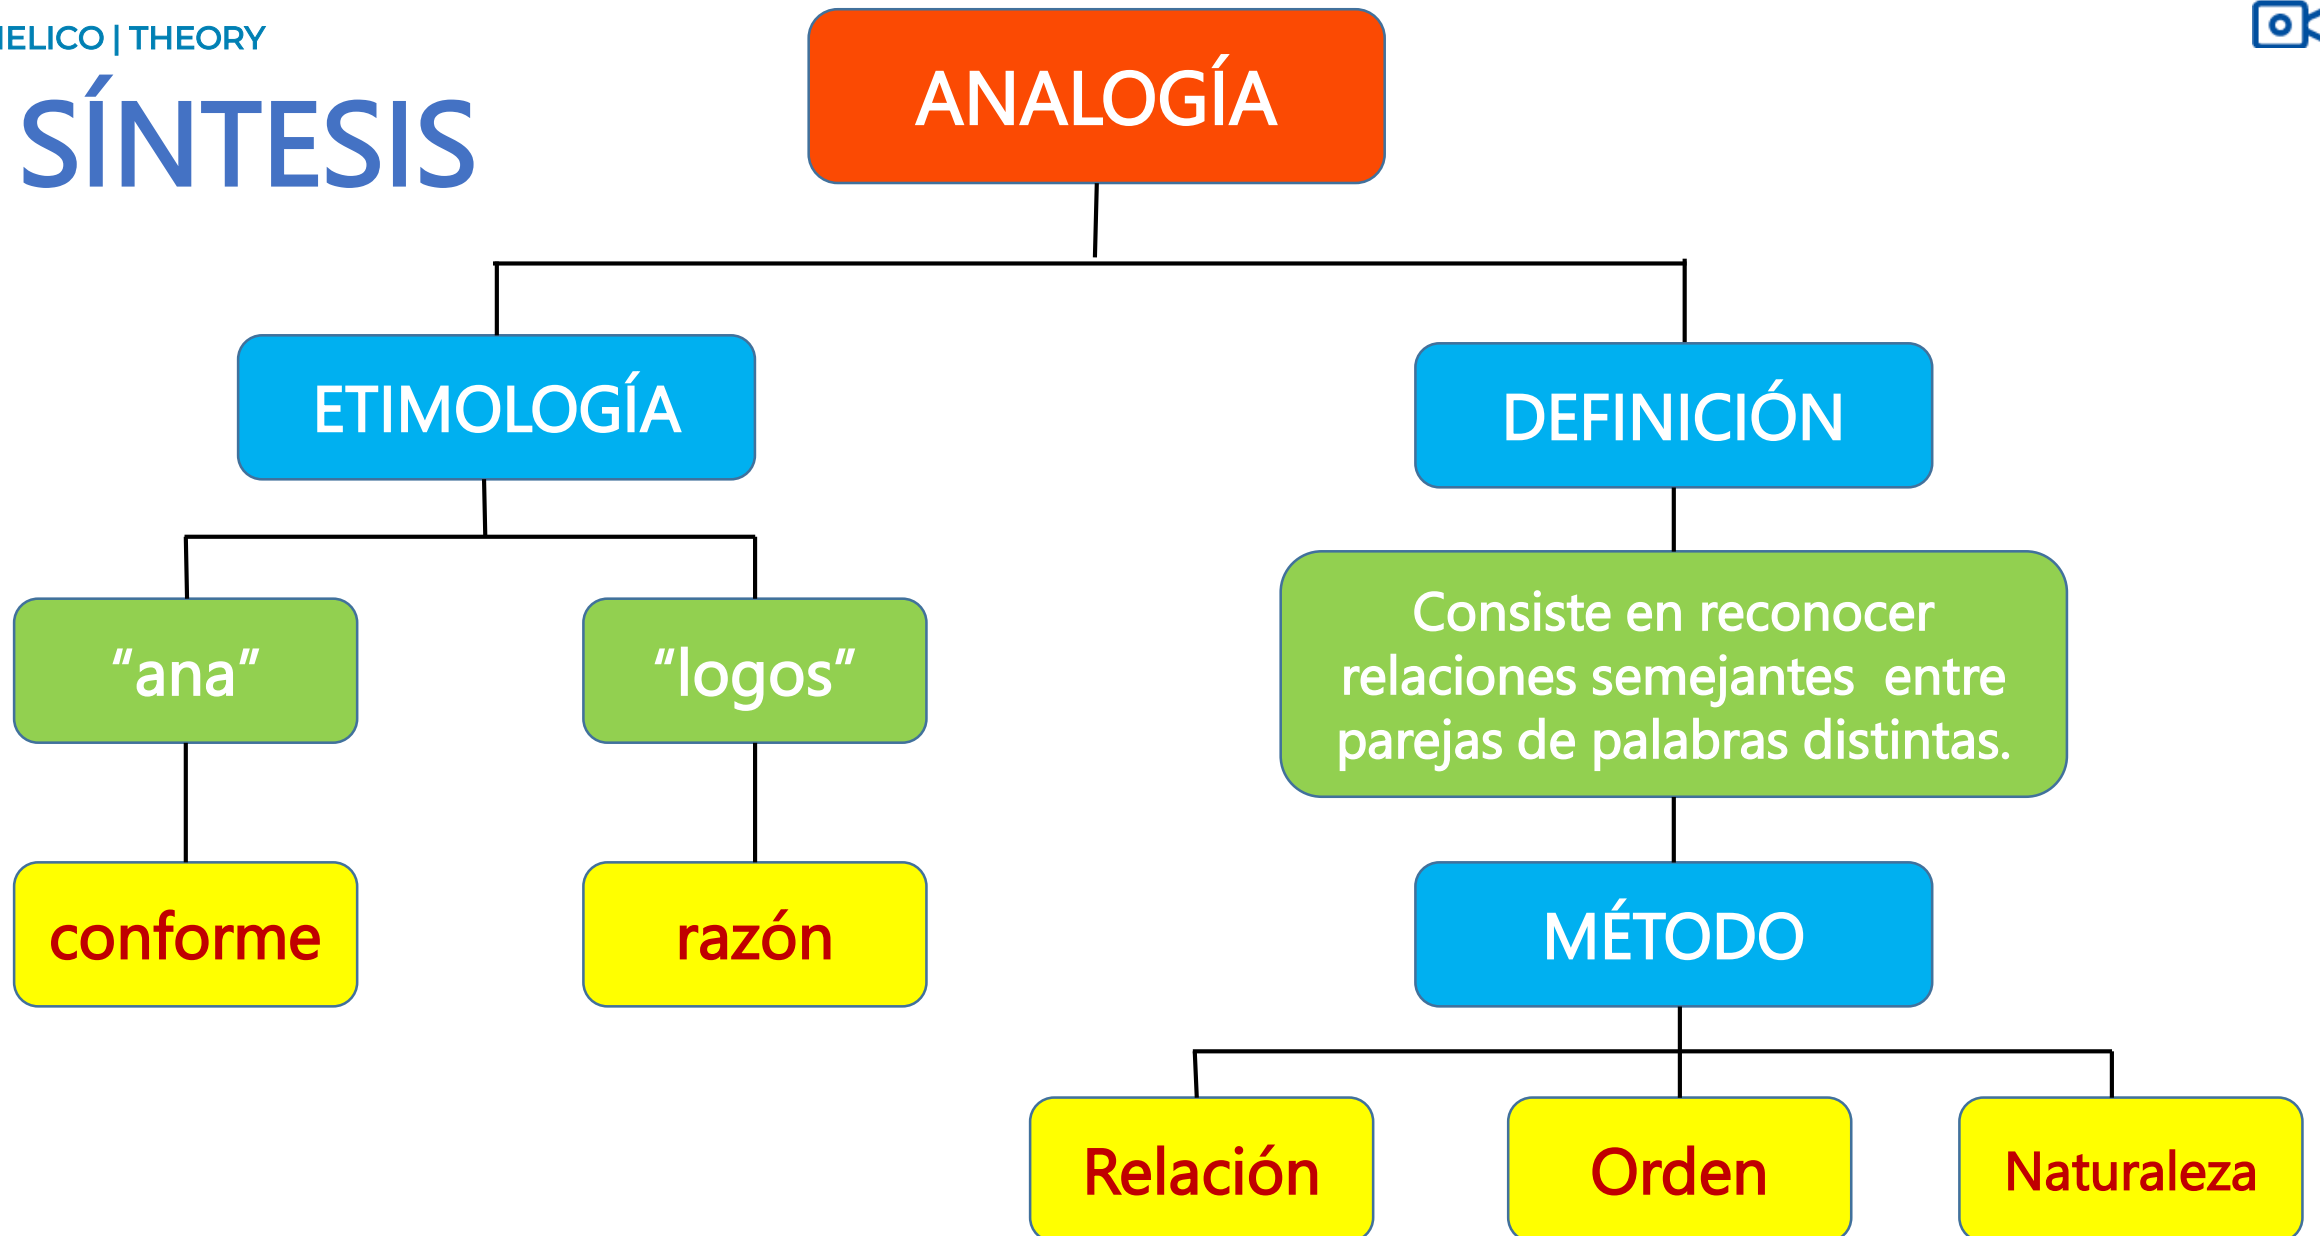 HELICO | THEORY
SÍNTESIS
ANALOGÍA
ETIMOLOGÍA
DEFINICIÓN
“ana”
“logos”
Consiste en reconocer
relaciones semejantes entre
parejas de palabras distintas.
conforme
razón
MÉTODO
Relación
Orden
Naturaleza